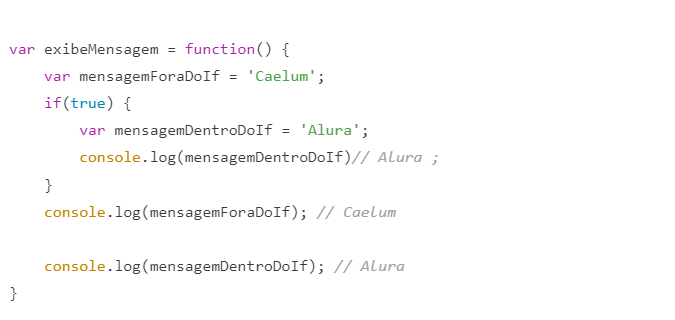 var exibeMensagem = function() {
    var mensagemForaDoIf = 'Caelum';
    if(true) {
        var mensagemDentroDoIf = 'Alura';
        console.log(mensagemDentroDoIf)// Alura ;
    }
    console.log(mensagemForaDoIf); // Caelum
    console.log(mensagemDentroDoIf); // Alura
}